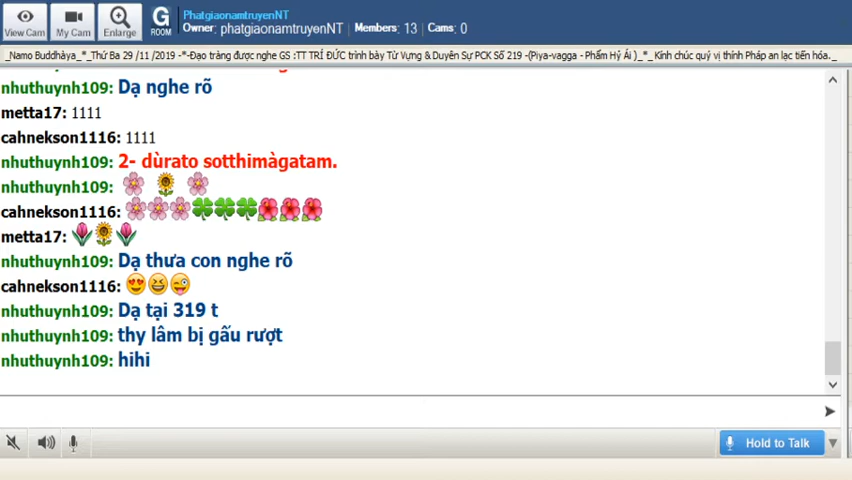 View Cam
My Cam
Enlarge
G
ROOM
PhatgiaonamtruyenNT
Owner: phatgiaonamtruyenNT Members: 13 Cams: 0
_Namo Buddhàya_*_Thứ Ba 29 /11 /2019 -*-Đạo tràng được nghe GS :TT TRÍ ĐỨC trình bày Từ Vựng & Duyên Sự PCK Số 219 -(Piya-vagga - Phẩm Hỷ Ái )_*_ Kính chúc quý vị thính Pháp an lạc tiến hóa._
nhuthuynh109: Dạ nghe rõ
metta17: 1111
cahnekson1116: 1111
nhuthuynh109: 2- dùrato sotthimàgatam.
nhuthuynh109: 🌸 🌻 🌸
cahnekson1116: 🌸🌸🌸🍀🍀🍀🌺🌺🌺
metta17: 🌷🌻🌷
nhuthuynh109: Dạ thưa con nghe rõ
cahnekson1116: 😍😆😜
nhuthuynh109: Dạ tại 319 t
nhuthuynh109: thy lâm bị gấu rượt
nhuthuynh109: hihi
Hold to Talk